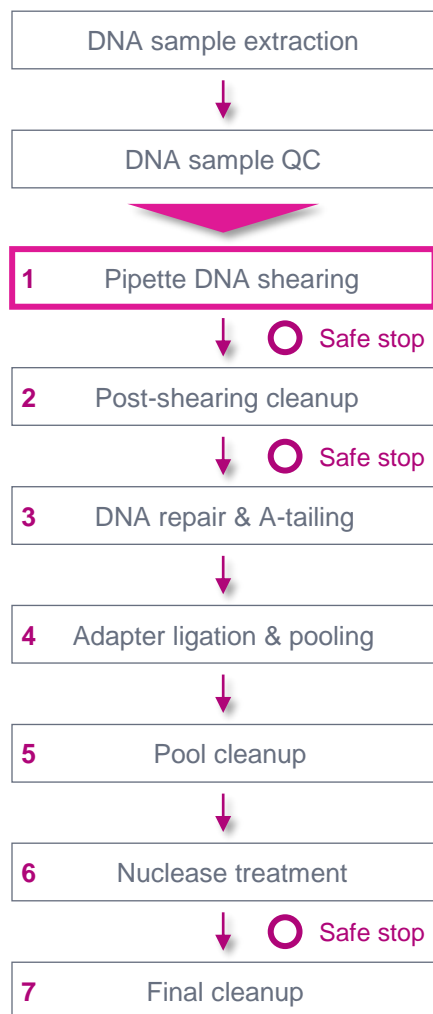 DNA sample extraction
DNA sample QC
1 Pipette DNA shearing
Safe stop
2 Post-shearing cleanup
Safe stop
3 DNA repair & A-tailing
4 Adapter ligation & pooling
5 Pool cleanup
6 Nuclease treatment
Safe stop
7 Final cleanup